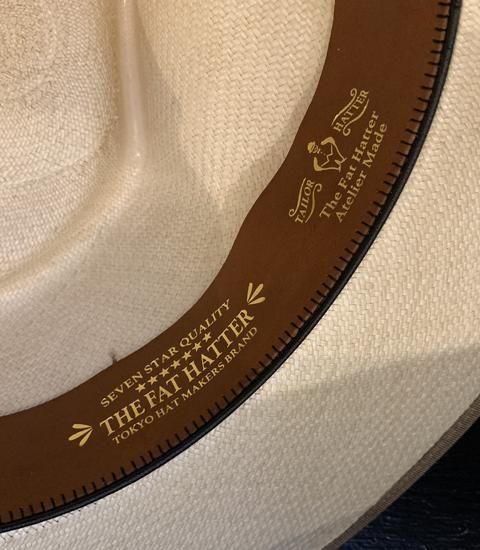 SEVEN STAR QUALITY
THE FAT HATTER
TOKYO HAT MAKERS BRAND
TAILOR HATTER
The Fat Hatter
Atelier Made